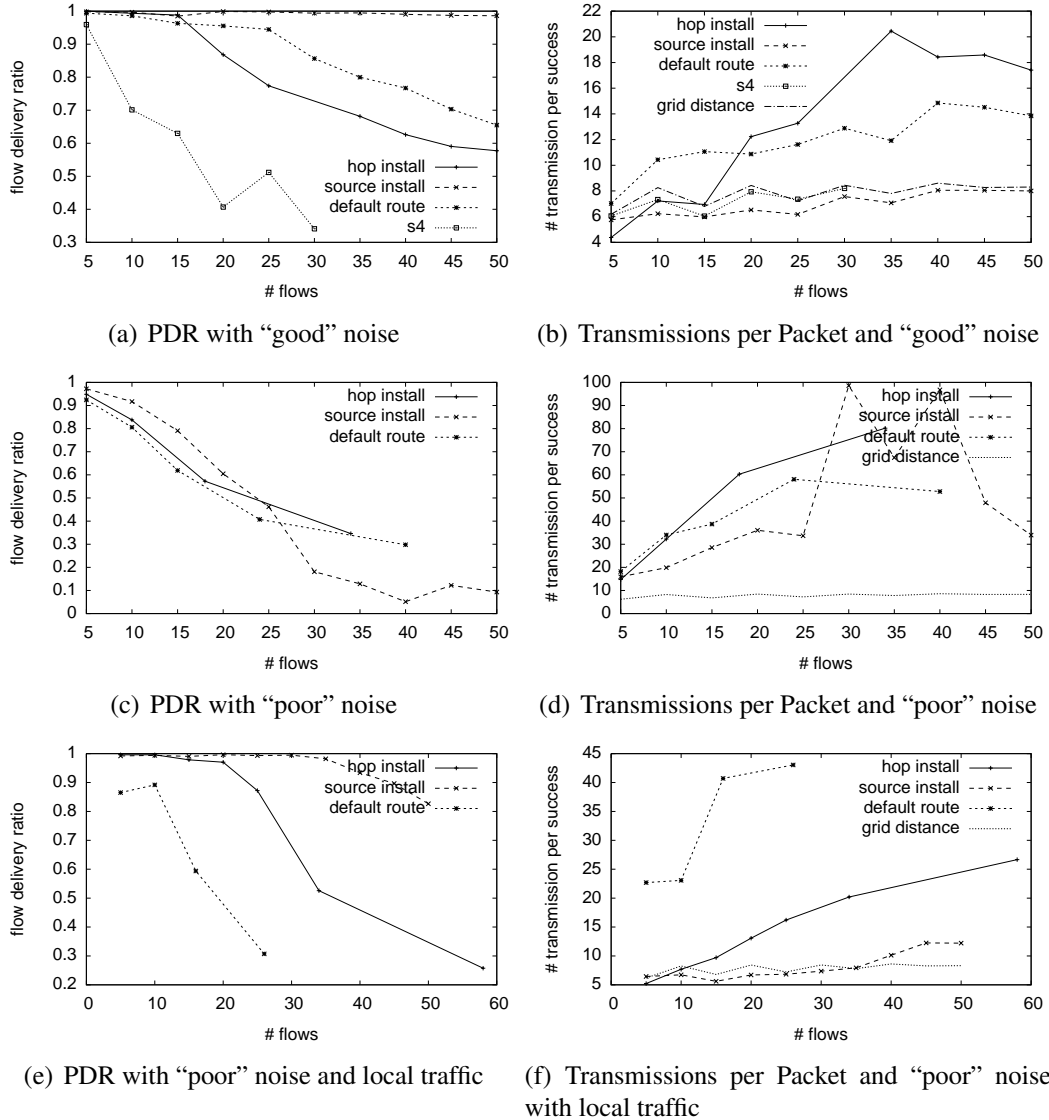 flow delivery ratio
1
0.9
0.8
0.7
0.6
0.5
0.4
0.3
5 10 15 20 25 30 35 40 45 50
# flows
hop install
source install
default route
s4
(a) PDR with “good” noise
# transmission per success
22
20
18
16
14
12
10
8
6
4
5 10 15 20 25 30 35 40 45 50
# flows
hop install
source install
default route
s4
grid distance
(b) Transmissions per Packet and “good” noise
flow delivery ratio
1
0.9
0.8
0.7
0.6
0.5
0.4
0.3
0.2
0.1
0
5 10 15 20 25 30 35 40 45 50
# flows
hop install
source install
default route
(c) PDR with “poor” noise
# transmission per success
100
90
80
70
60
50
40
30
20
10
0
5 10 15 20 25 30 35 40 45 50
# flows
hop install
source install
default route
grid distance
(d) Transmissions per Packet and “poor” noise
flow delivery ratio
1
0.9
0.8
0.7
0.6
0.5
0.4
0.3
0.2
0 10 20 30 40 50 60
# flows
hop install
source install
default route
(e) PDR with “poor” noise and local traffic
# transmission per success
45
40
35
30
25
20
15
10
5
0 10 20 30 40 50 60
# flows
hop install
source install
default route
grid distance
(f) Transmissions per Packet and “poor” noise
with local traffic